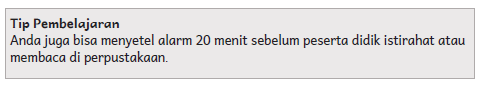 Tip Pembelajaran
Anda juga bisa menyetel alarm 20 menit sebelum peserta didik istirahat atau
membaca di perpustakaan.